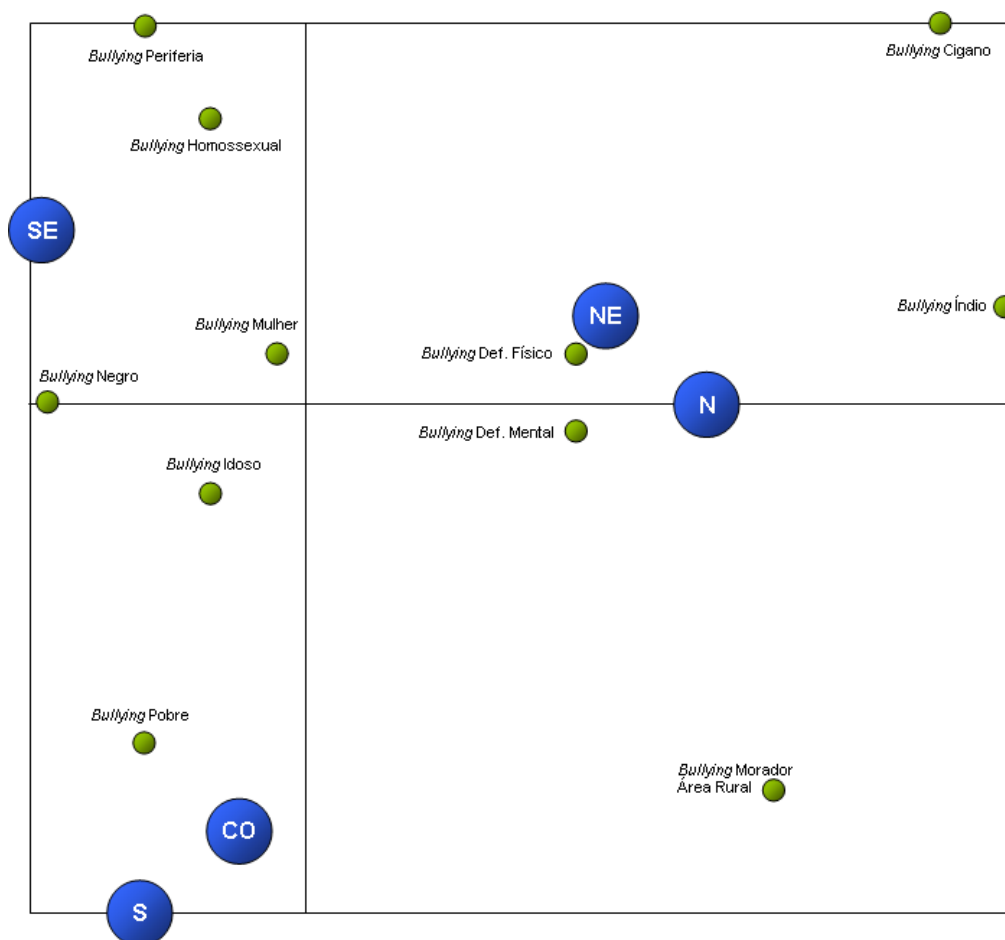 Bullying Periferia
Bullying Cigano
Bullying Homossexual
SE
Bullying Índio
NE
Bullying Mulher
Bullying Def. Físico
Bullying Negro
N
Bullying Def. Mental
Bullying Idoso
Bullying Pobre
Bullying Morador
Área Rural
CO
S